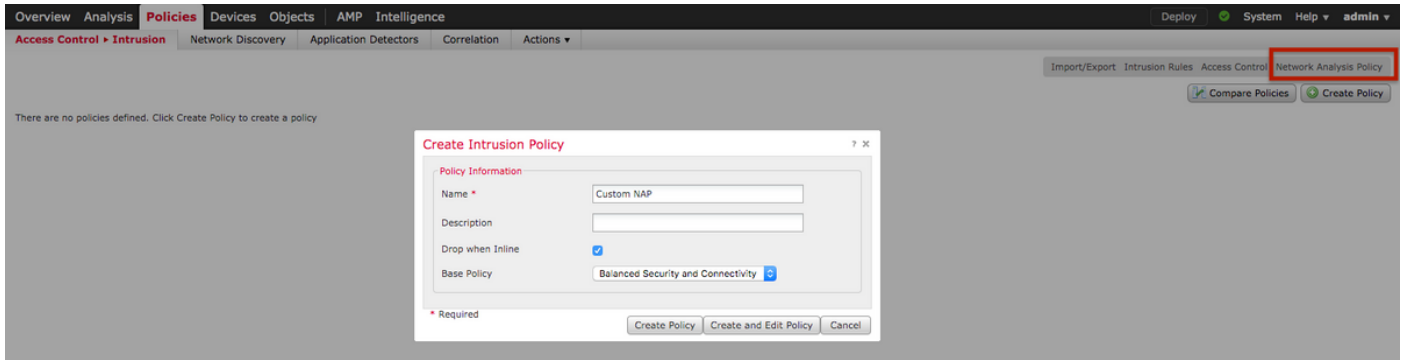 Overview Analysis Policies Devices Objects AMP Intelligence Deploy System Help admin
Access Control ▸ Intrusion Network Discovery Application Detectors Correlation Actions
Import/Export Intrusion Rules Access Control Network Analysis Policy
Compare Policies Create Policy
There are no policies defined. Click Create Policy to create a policy
Create Intrusion Policy ? X
Policy Information
Name * Custom NAP
Description
Drop when Inline
Base Policy Balanced Security and Connectivity
* Required
Create Policy Create and Edit Policy Cancel